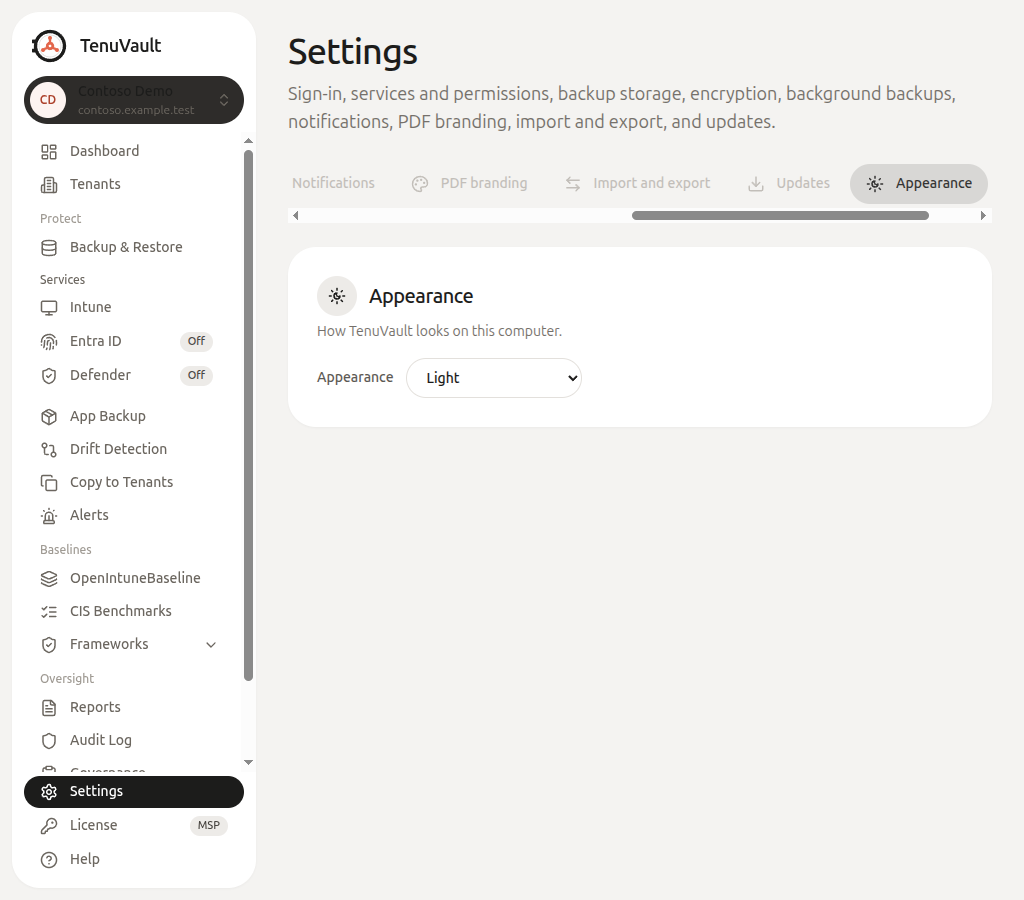 TenuVault
CD
Contoso Demo
contoso.example.test
Dashboard
Tenants
Protect
Backup & Restore
Services
Intune
Entra ID Off
Defender Off
App Backup
Drift Detection
Copy to Tenants
Alerts
Baselines
OpenIntuneBaseline
CIS Benchmarks
Frameworks
Oversight
Reports
Audit Log
Governance
Settings
License MSP
Help
Settings
Sign-in, services and permissions, backup storage, encryption, background backups,
notifications, PDF branding, import and export, and updates.
Notifications PDF branding Import and export Updates Appearance
Appearance
How TenuVault looks on this computer.
Appearance Light